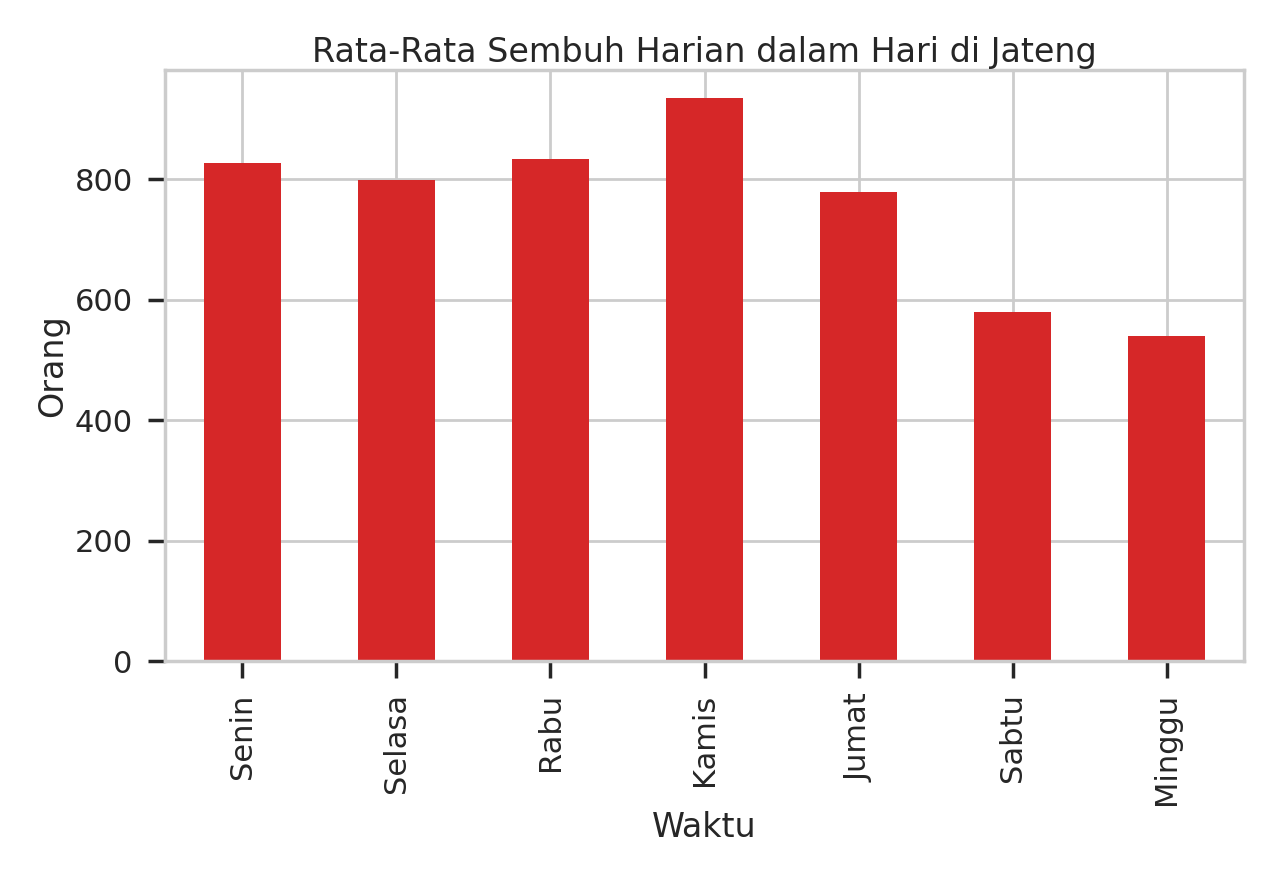 Rata-Rata Sembuh Harian dalam Hari di Jateng
Orang
800
600
400
200
0
Senin
Selasa
Rabu
Kamis
Jumat
Sabtu
Minggu
Waktu